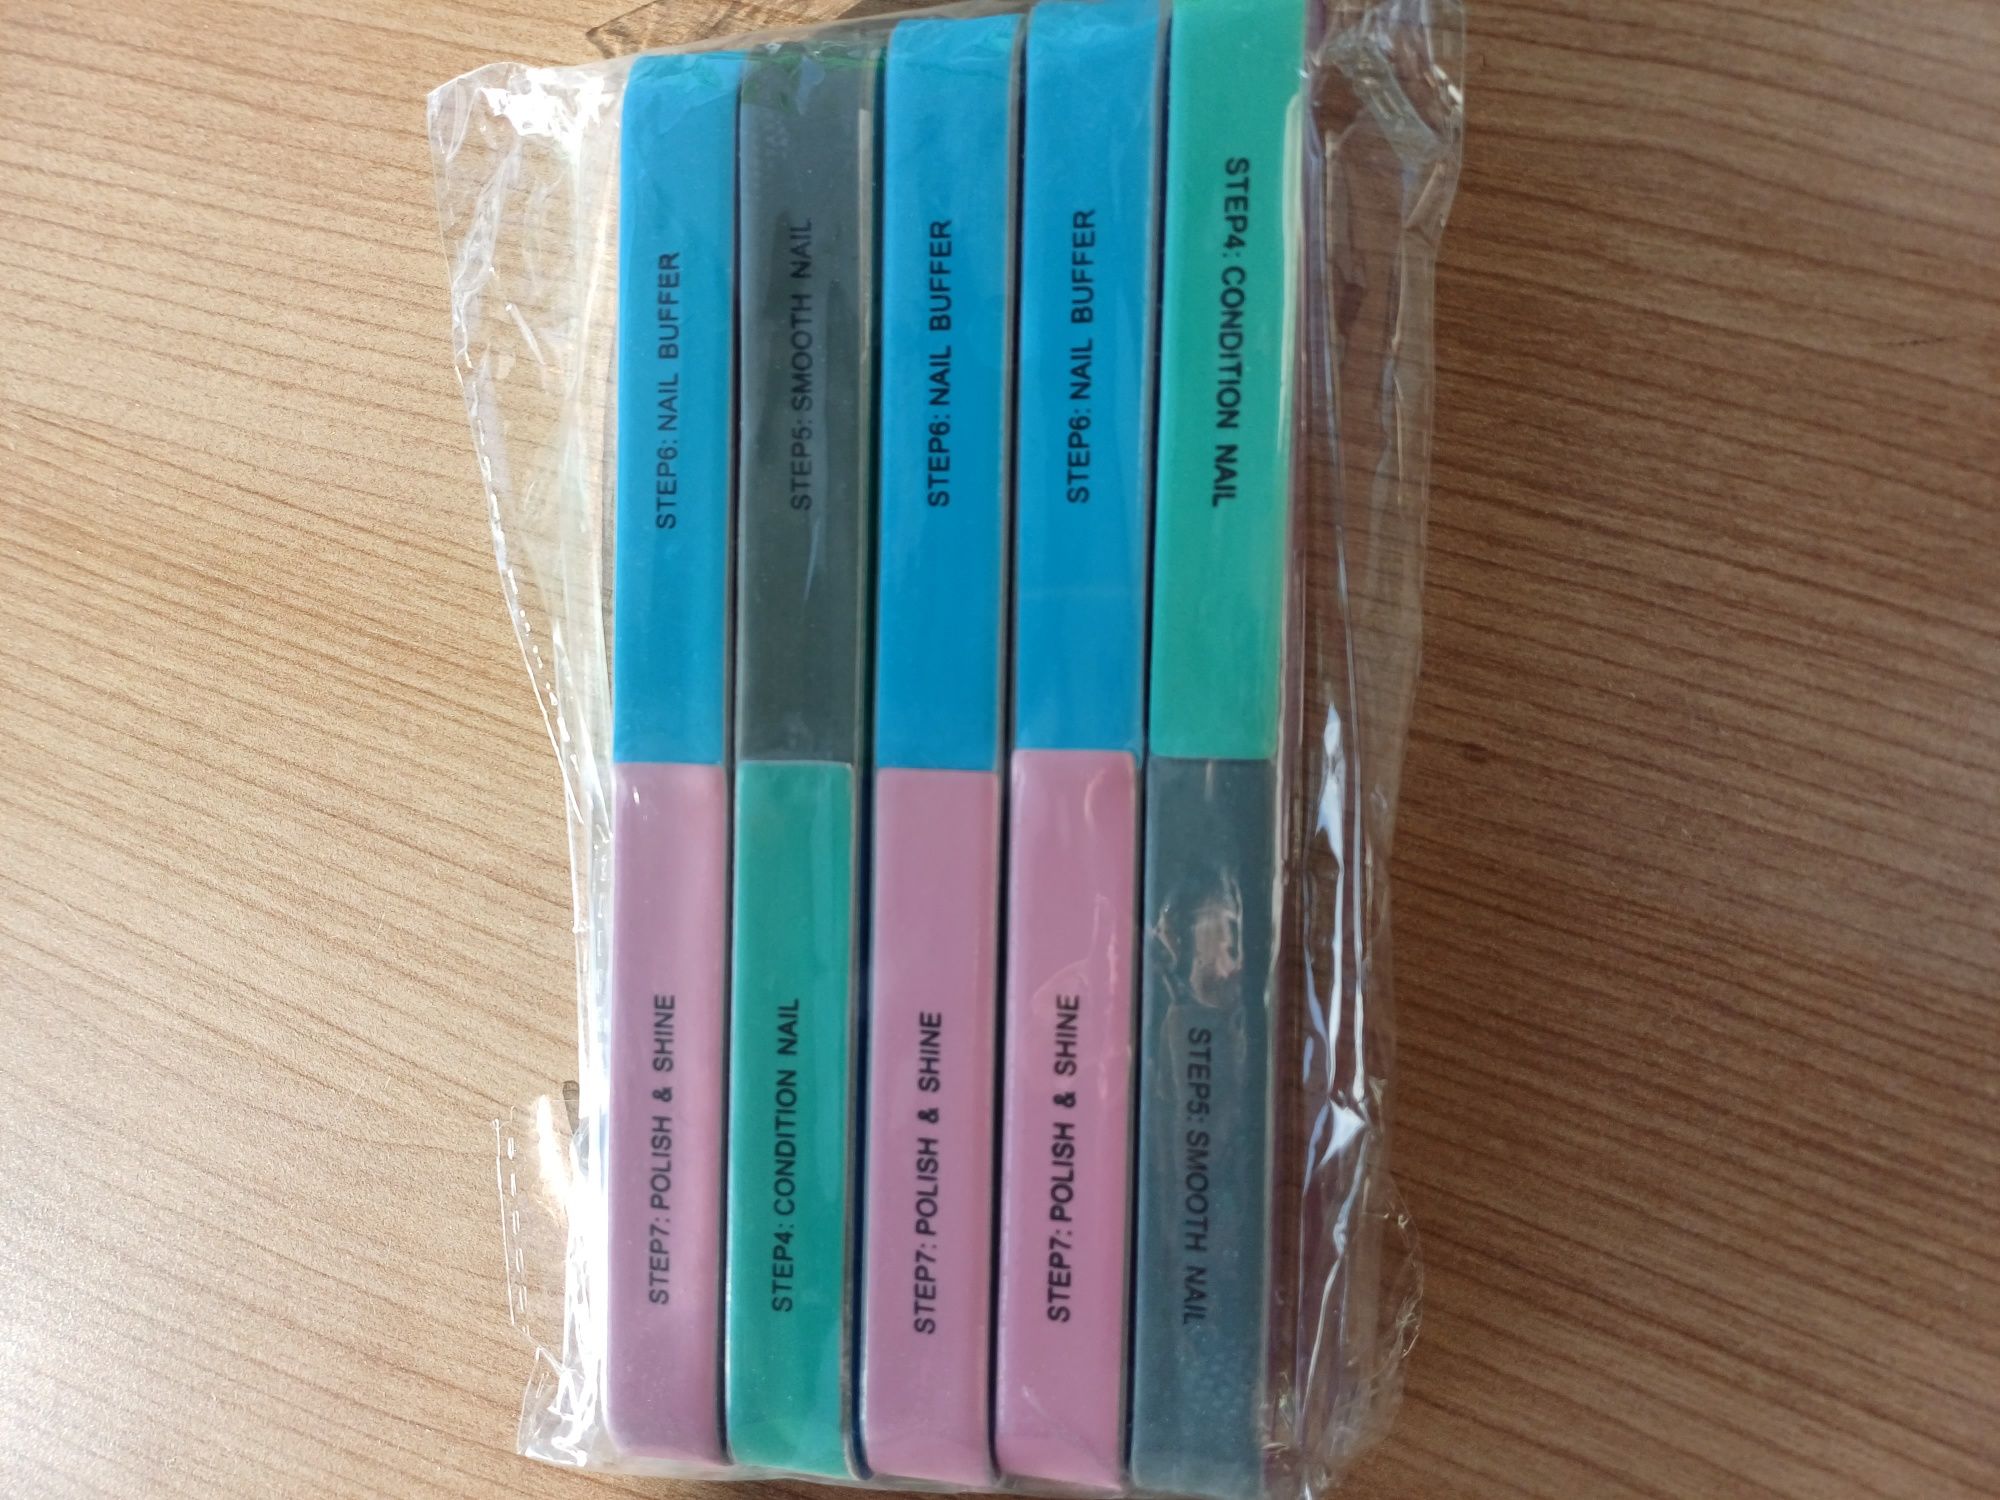 STEP6: NAIL BUFFER
STEP7: POLISH & SHINE
STEP5: SMOOTH NAIL
STEP4: CONDITION NAIL
STEP6: NAIL BUFFER
STEP7: POLISH & SHINE
STEP6: NAIL BUFFER
STEP7: POLISH & SHINE
STEP4: CONDITION NAIL
STEP5: SMOOTH NAIL